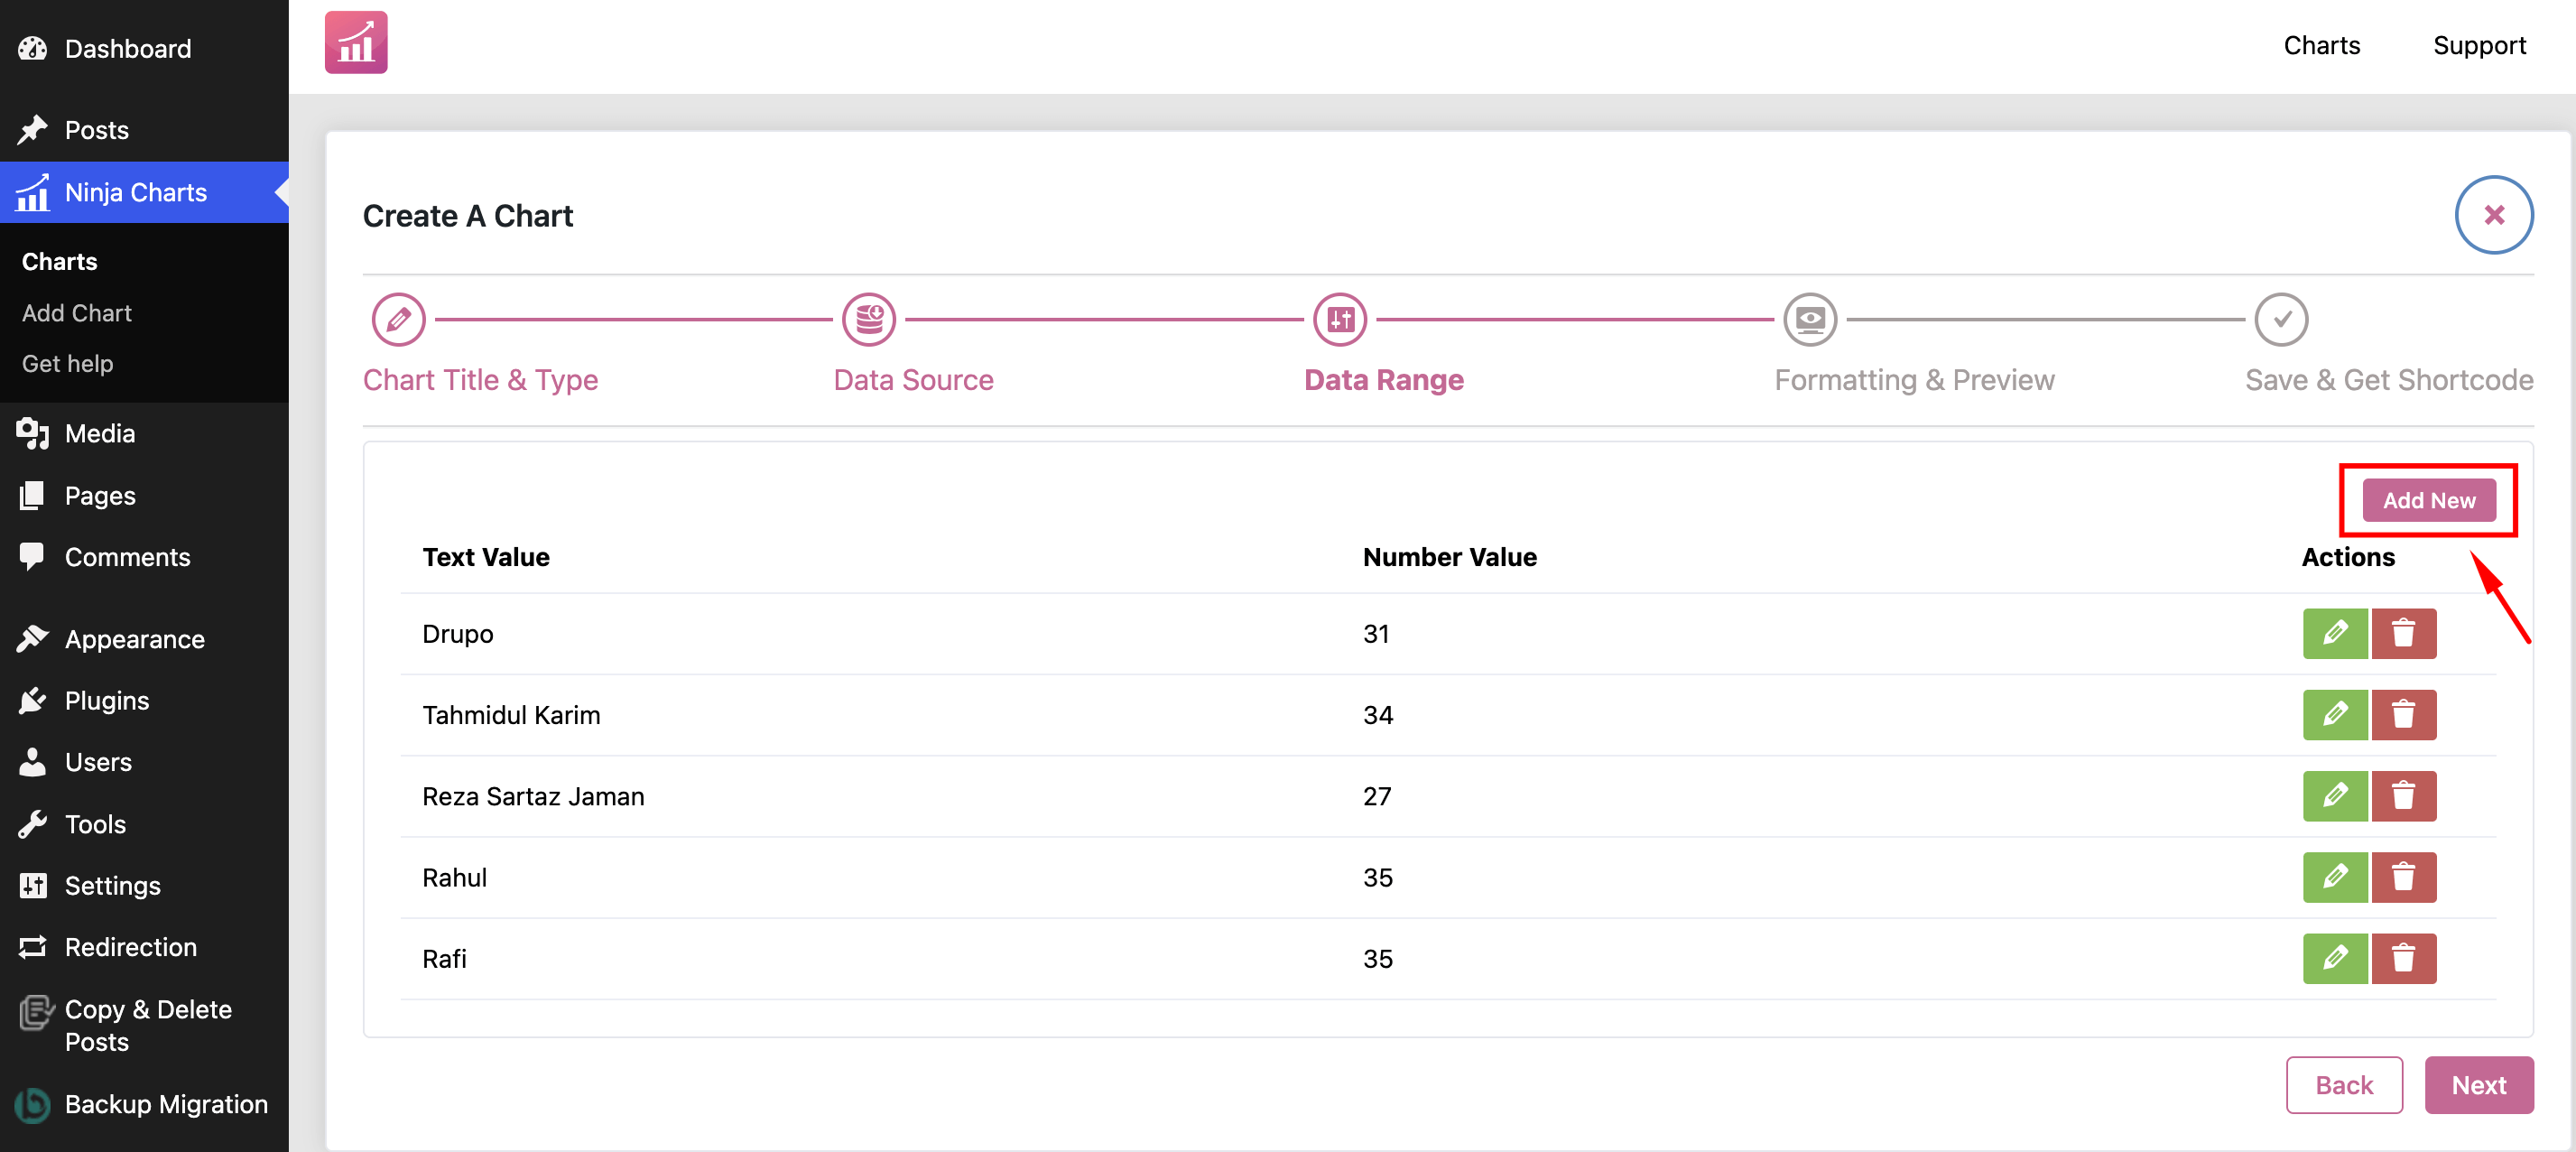 Dashboard
Posts
Ninja Charts
Charts
Add Chart
Get help
Media
Pages
Comments
Appearance
Plugins
Users
Tools
Settings
Redirection
Copy & Delete
Posts
Backup Migration
Charts Support
Create A Chart
Chart Title & Type Data Source Data Range Formatting & Preview Save & Get Shortcode
Add New
Text Value Number Value Actions
Drupo 31
Tahmidul Karim 34
Reza Sartaz Jaman 27
Rahul 35
Rafi 35
Back Next